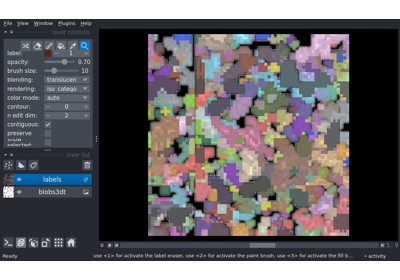 File View Window Plugins Help
layer controls
label: 1
opacity: 0.70
brush size: 10
blending: translucen
rendering: iso_catego
color mode: auto
contour: 0
n edit dim: 2
contiguous:
preserve
selected:
layer list
labels
blobs3dt
Ready
use <1> for activate the label eraser, use <2> for activate the paint brush, use <3> for activate the fill b...
activity